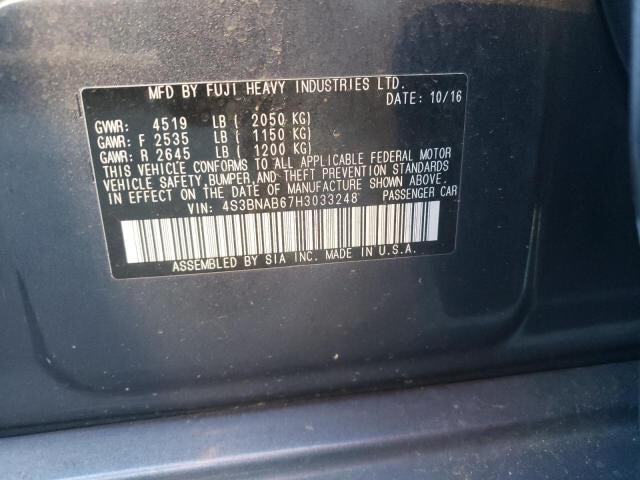 MFD BY FUJI HEAVY INDUSTRIES LTD.
DATE: 10/16
GVWR: 4519 LB ( 2050 KG)
GAWR: F 2535 LB ( 1150 KG)
GAWR: R 2645 LB ( 1200 KG)
THIS VEHICLE CONFORMS TO ALL APPLICABLE FEDERAL MOTOR
VEHICLE SAFETY, BUMPER, AND THEFT PREVENTION STANDARDS
IN EFFECT ON THE DATE OF MANUFACTURE SHOWN ABOVE.
VIN: 4S3BNAB67H3033248 PASSENGER CAR
ASSEMBLED BY SIA INC. MADE IN U.S.A.